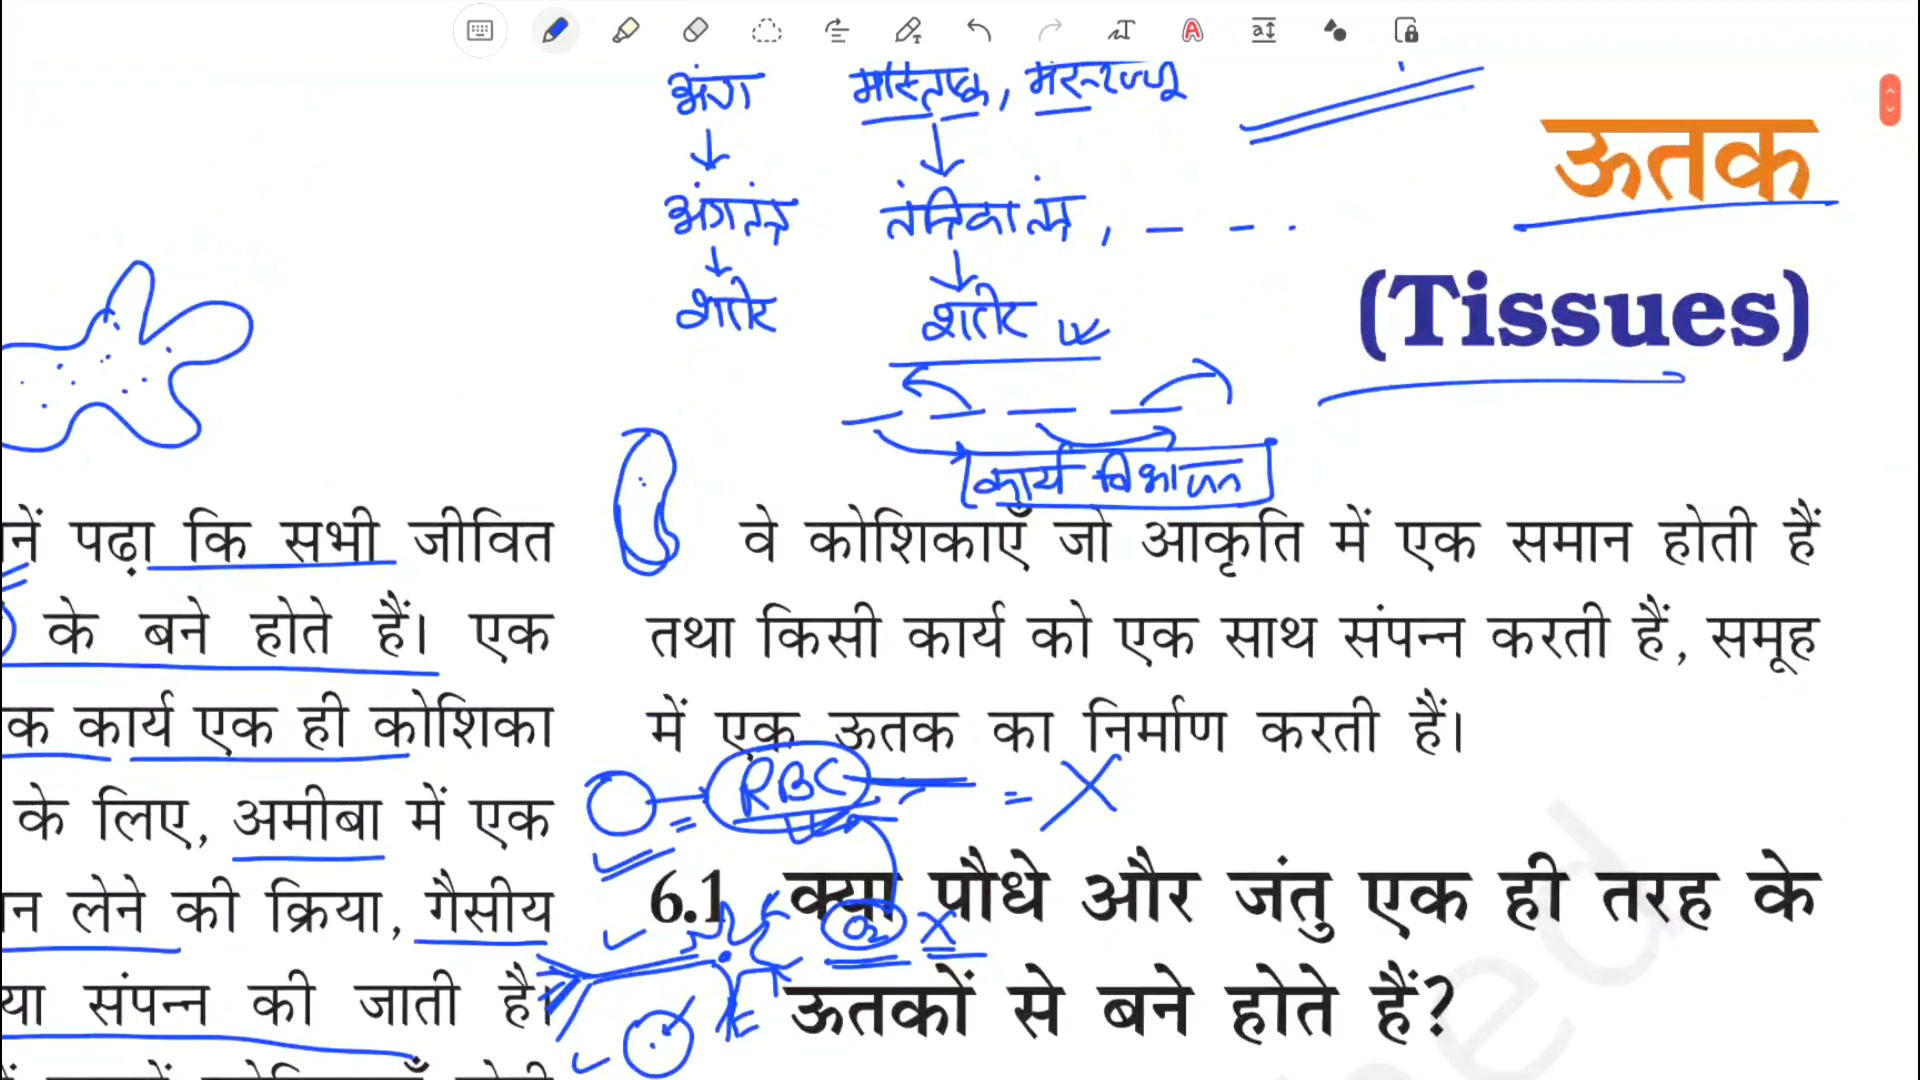 अंग मस्तिष्क, मेरूरज्जू
ऊतक
अंगतंत्र तंत्रिका तंत्र, – – – .
(Tissues)
शरीर शरीर
कार्य विभाजन
नें पढ़ा कि सभी जीवित
के बने होते हैं। एक
क कार्य एक ही कोशिका
के लिए, अमीबा में एक
न लेने की क्रिया, गैसीय
या संपन्न की जाती है।
वे कोशिकाएँ जो आकृति में एक समान होती हैं
तथा किसी कार्य को एक साथ संपन्न करती हैं, समूह
में एक ऊतक का निर्माण करती हैं।
RBC = X
6.1 क्या पौधे और जंतु एक ही तरह के
O₂ X
ऊतकों से बने होते हैं?